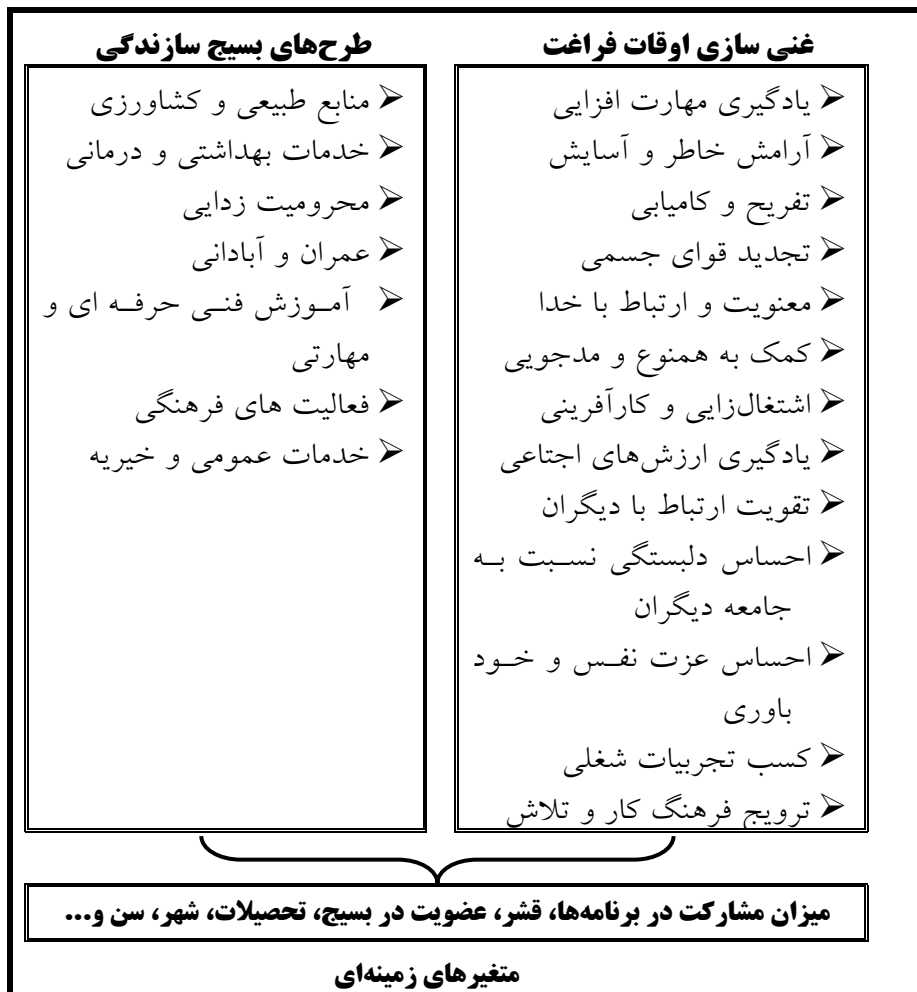 غنی سازی اوقات فراغت
یادگیری مهارت افزایی
آرامش خاطر و آسایش
تفریح و کامیابی
تجدید قوای جسمی
معنویت و ارتباط با خدا
کمک به همنوع و مدجویی
اشتغال‌زایی و کارآفرینی
یادگیری ارزش‌های اجتاعی
تقویت ارتباط با دیگران
احساس دلبستگی نسبت به
جامعه دیگران
احساس عزت نفس و خود
باوری
کسب تجربیات شغلی
ترویج فرهنگ کار و تلاش
طرح‌های بسیج سازندگی
منابع طبیعی و کشاورزی
خدمات بهداشتی و درمانی
محرومیت زدایی
عمران و آبادانی
آموزش فنی حرفه ای و
مهارتی
فعالیت های فرهنگی
خدمات عمومی و خیریه
میزان مشارکت در برنامه‌ها، قشر، عضویت در بسیج، تحصیلات، شهر، سن و...
متغیرهای زمینه‌ای